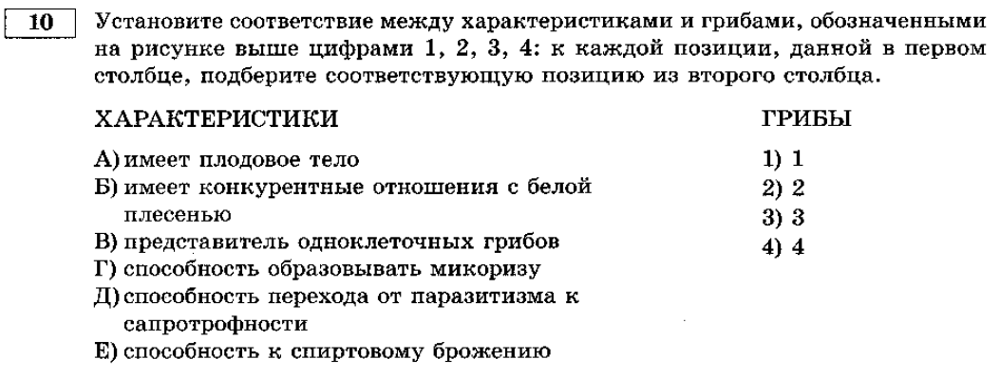 10 Установите соответствие между характеристиками и грибами, обозначенными
на рисунке выше цифрами 1, 2, 3, 4: к каждой позиции, данной в первом
столбце, подберите соответствующую позицию из второго столбца.
ХАРАКТЕРИСТИКИ ГРИБЫ
А) имеет плодовое тело 1) 1
Б) имеет конкурентные отношения с белой 2) 2
плесенью 3) 3
В) представитель одноклеточных грибов 4) 4
Г) способность образовывать микоризу
Д) способность перехода от паразитизма к
сапротрофности
Е) способность к спиртовому брожению